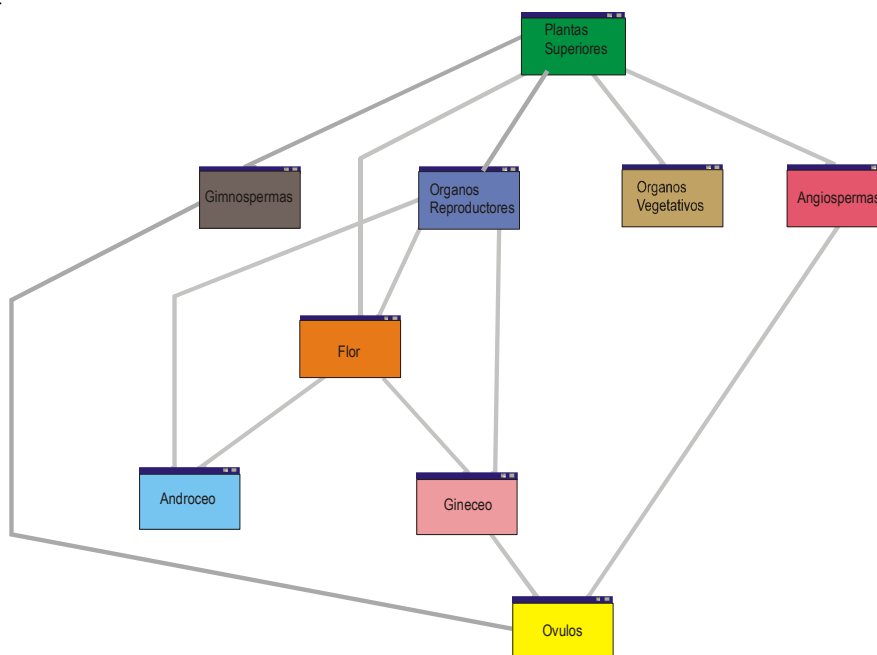 Plantas
Superiores
Gimnospermas
Organos
Reproductores
Organos
Vegetativos
Angiospermas
Flor
Androceo
Gineceo
Ovulos